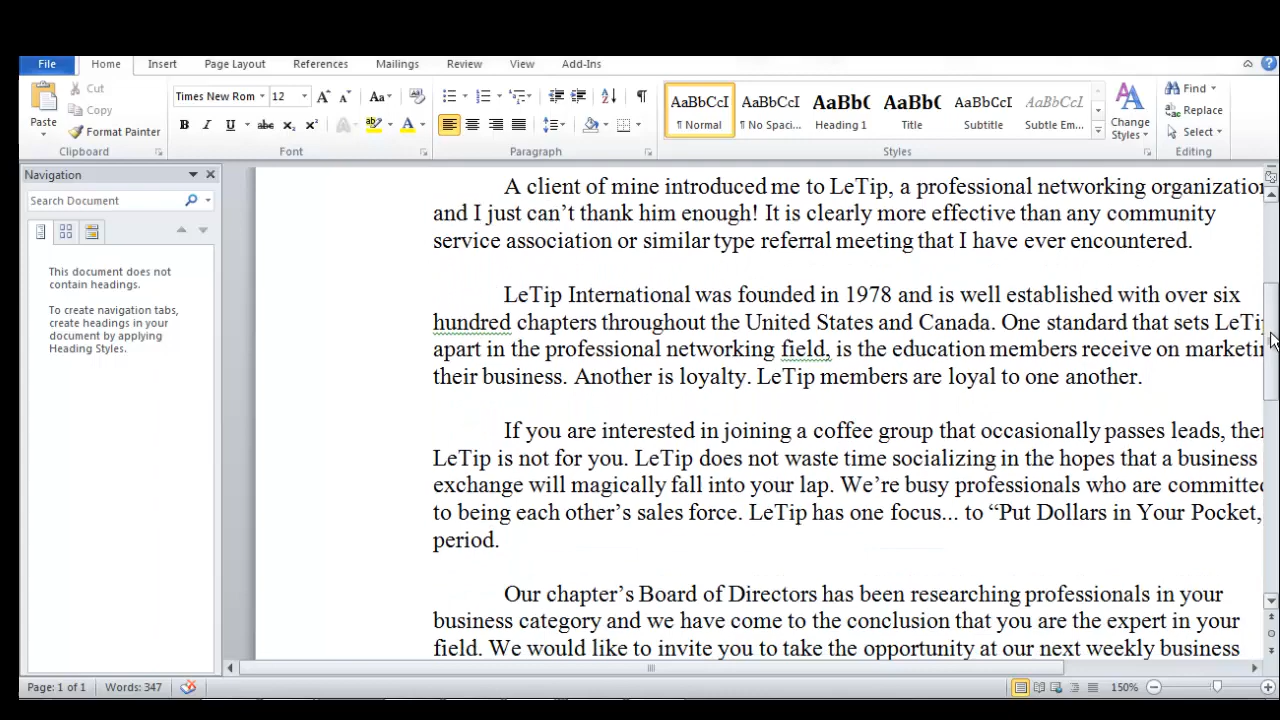 File Home Insert Page Layout References Mailings Review View Add-Ins
Paste
Cut
Copy
Format Painter
Clipboard
Times New Rom 12
Font
Paragraph
AaBbCcI AaBbCcI AaBbC AaBb( AaBbCcI AaBbCcI
¶ Normal ¶ No Spaci... Heading 1 Title Subtitle Subtle Em...
Change Styles
Styles
Find
Replace
Select
Editing
Navigation
Search Document
This document does not
contain headings.
To create navigation tabs,
create headings in your
document by applying
Heading Styles.
A client of mine introduced me to LeTip, a professional networking organization
and I just can’t thank him enough! It is clearly more effective than any community
service association or similar type referral meeting that I have ever encountered.
LeTip International was founded in 1978 and is well established with over six
hundred chapters throughout the United States and Canada. One standard that sets LeTip
apart in the professional networking field, is the education members receive on marketin
their business. Another is loyalty. LeTip members are loyal to one another.
If you are interested in joining a coffee group that occasionally passes leads, then
LeTip is not for you. LeTip does not waste time socializing in the hopes that a business
exchange will magically fall into your lap. We’re busy professionals who are committed
to being each other’s sales force. LeTip has one focus... to “Put Dollars in Your Pocket,
period.
Our chapter’s Board of Directors has been researching professionals in your
business category and we have come to the conclusion that you are the expert in your
field. We would like to invite you to take the opportunity at our next weekly business
Page: 1 of 1 Words: 347 150%